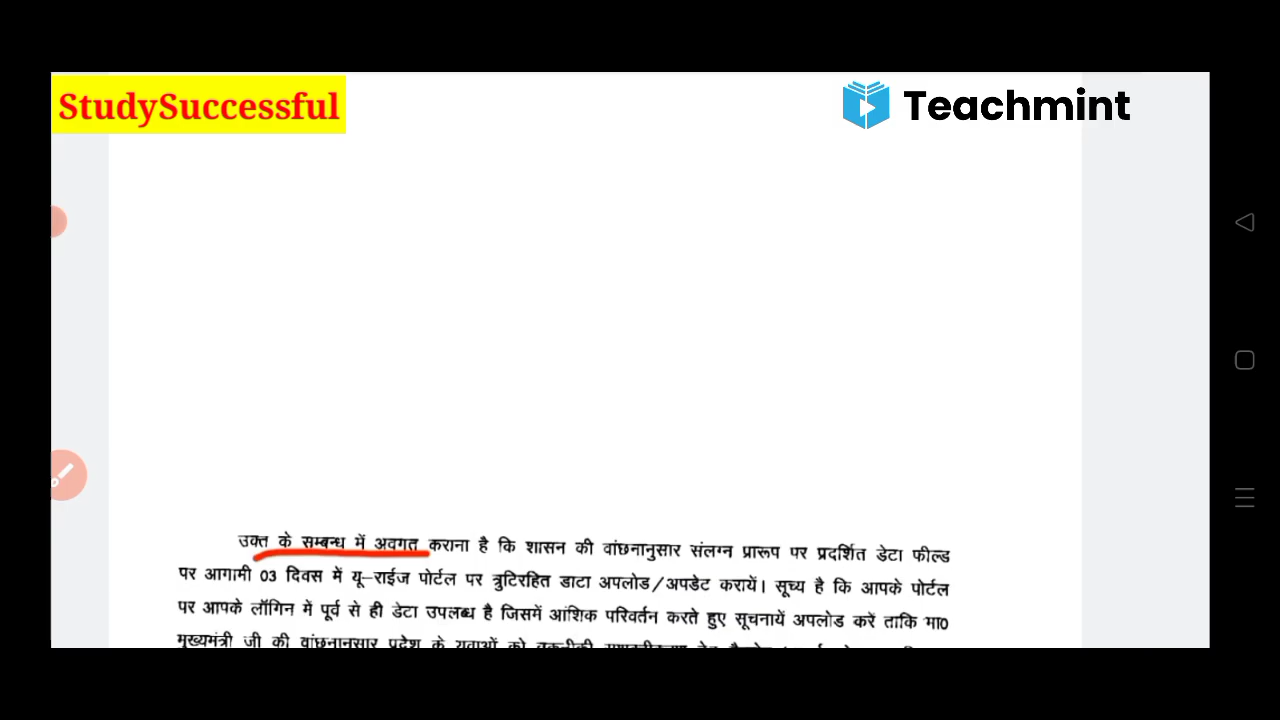 StudySuccessful
Teachmint
उक्त के सम्बन्ध में अवगत कराना है कि शासन की वांछनानुसार संलग्न प्रारूप पर प्रदर्शित डेटा फील्ड
पर आगामी 03 दिवस में यू–राईज पोर्टल पर त्रुटिरहित डाटा अपलोड/अपडेट करायें। सूच्य है कि आपके पोर्टल
पर आपके लॉगिन में पूर्व से ही डेटा उपलब्ध है जिसमें आंशिक परिवर्तन करते हुए सूचनायें अपलोड करें ताकि मा0
मुख्यमंत्री जी की वांछनानुसार प्रदेश के युवाओं को तकनीकी